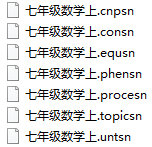 七年级数学上.cnpsn
七年级数学上.consn
七年级数学上.equsn
七年级数学上.phensn
七年级数学上.procesn
七年级数学上.topicsn
七年级数学上.untsn